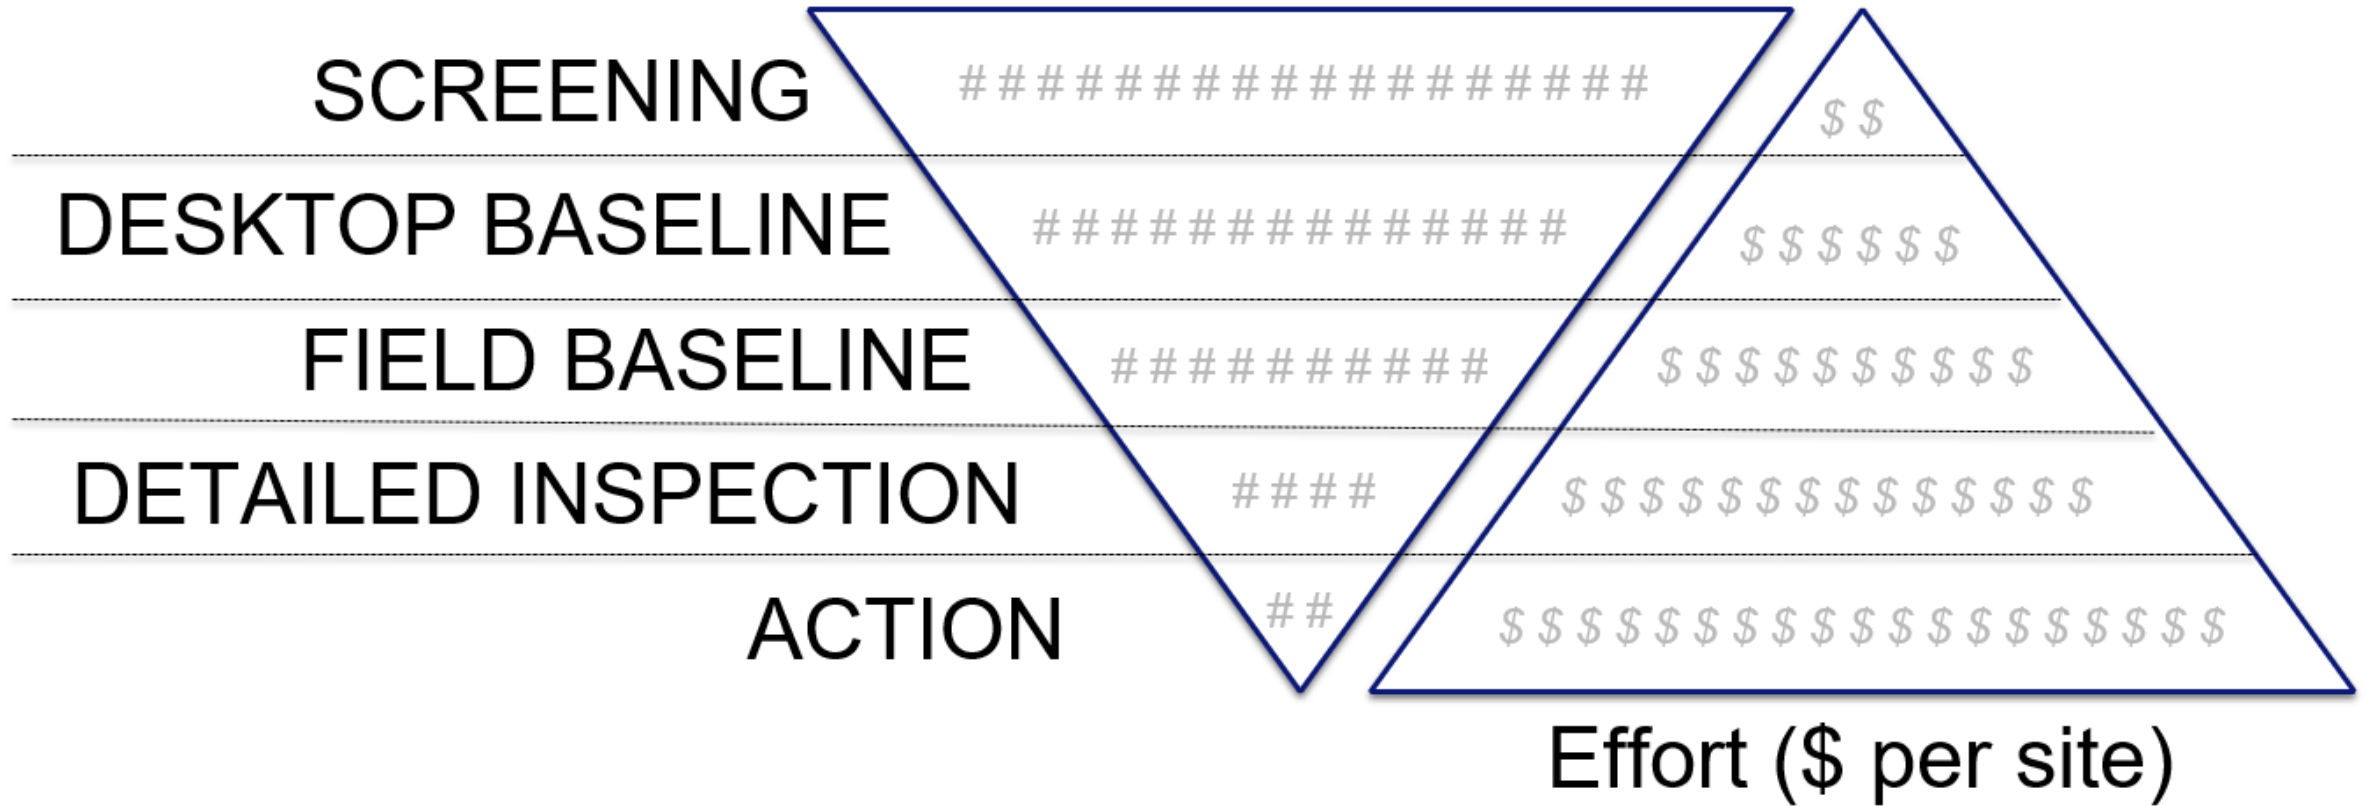 SCREENING # # # # # # # # # # # # # # # # # # $ $
DESKTOP BASELINE # # # # # # # # # # # # # # $ $ $ $ $ $
FIELD BASELINE # # # # # # # # # # $ $ $ $ $ $ $ $ $ $
DETAILED INSPECTION # # # # $ $ $ $ $ $ $ $ $ $ $ $ $ $
ACTION # # $ $ $ $ $ $ $ $ $ $ $ $ $ $ $ $ $ $ $
Effort ($ per site)